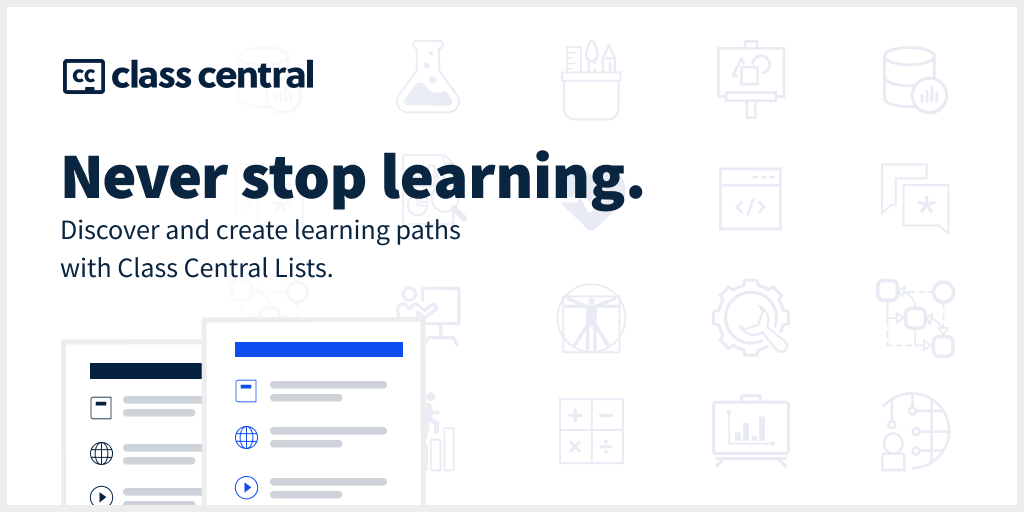 cc class central
Never stop learning.
Discover and create learning paths
with Class Central Lists.